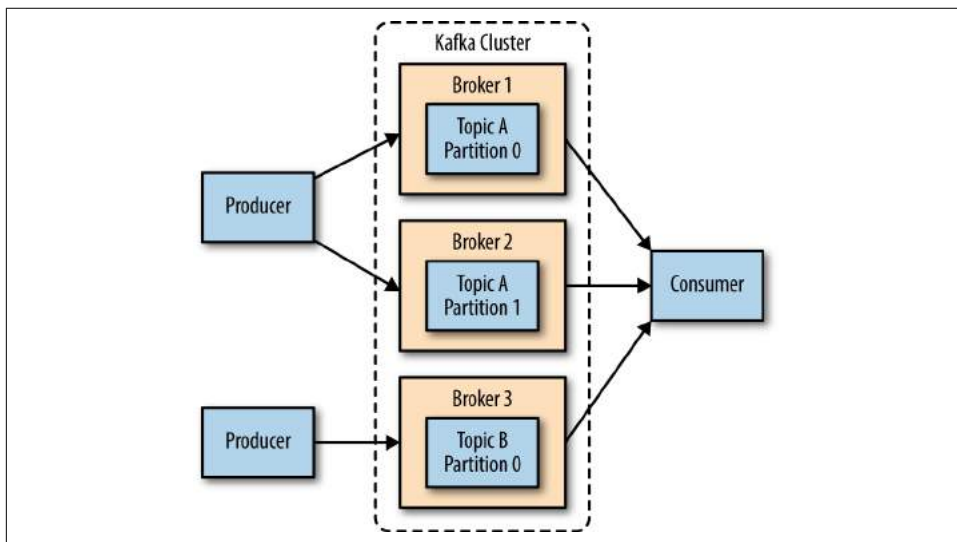 Kafka Cluster
Broker 1
Topic A
Partition 0
Producer
Broker 2
Topic A
Partition 1
Consumer
Broker 3
Topic B
Partition 0
Producer